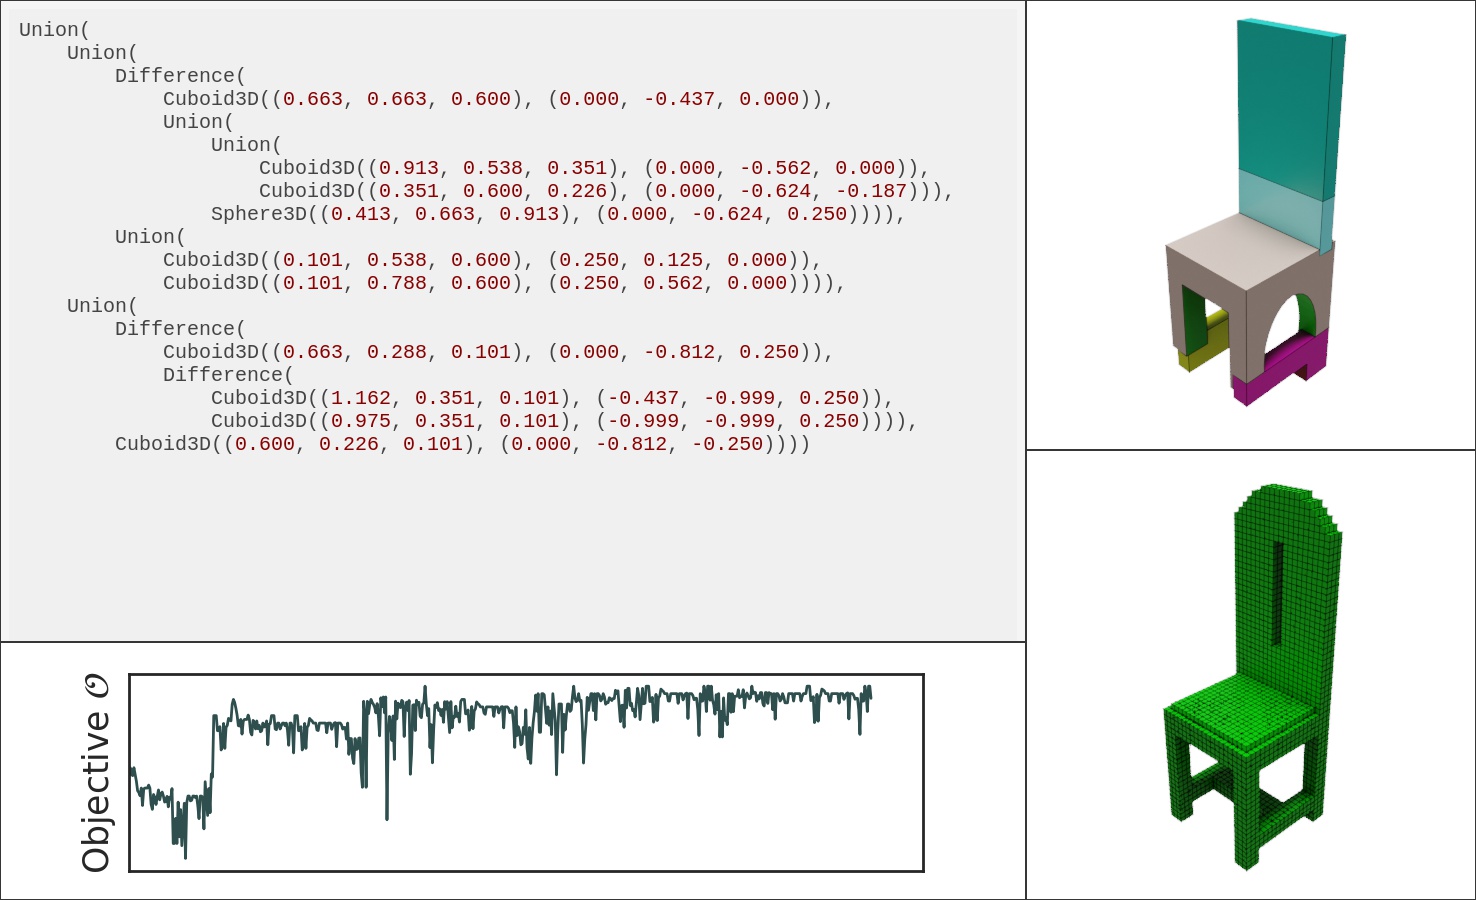 Union(
    Union(
        Difference(
            Cuboid3D((0.663, 0.663, 0.600), (0.000, -0.437, 0.000)),
            Union(
                Union(
                    Cuboid3D((0.913, 0.538, 0.351), (0.000, -0.562, 0.000)),
                    Cuboid3D((0.351, 0.600, 0.226), (0.000, -0.624, -0.187))),
                Sphere3D((0.413, 0.663, 0.913), (0.000, -0.624, 0.250)))),
        Union(
            Cuboid3D((0.101, 0.538, 0.600), (0.250, 0.125, 0.000)),
            Cuboid3D((0.101, 0.788, 0.600), (0.250, 0.562, 0.000)))),
    Union(
        Difference(
            Cuboid3D((0.663, 0.288, 0.101), (0.000, -0.812, 0.250)),
            Difference(
                Cuboid3D((1.162, 0.351, 0.101), (-0.437, -0.999, 0.250)),
                Cuboid3D((0.975, 0.351, 0.101), (-0.999, -0.999, 0.250)))),
        Cuboid3D((0.600, 0.226, 0.101), (0.000, -0.812, -0.250))))
Objective 𝒪